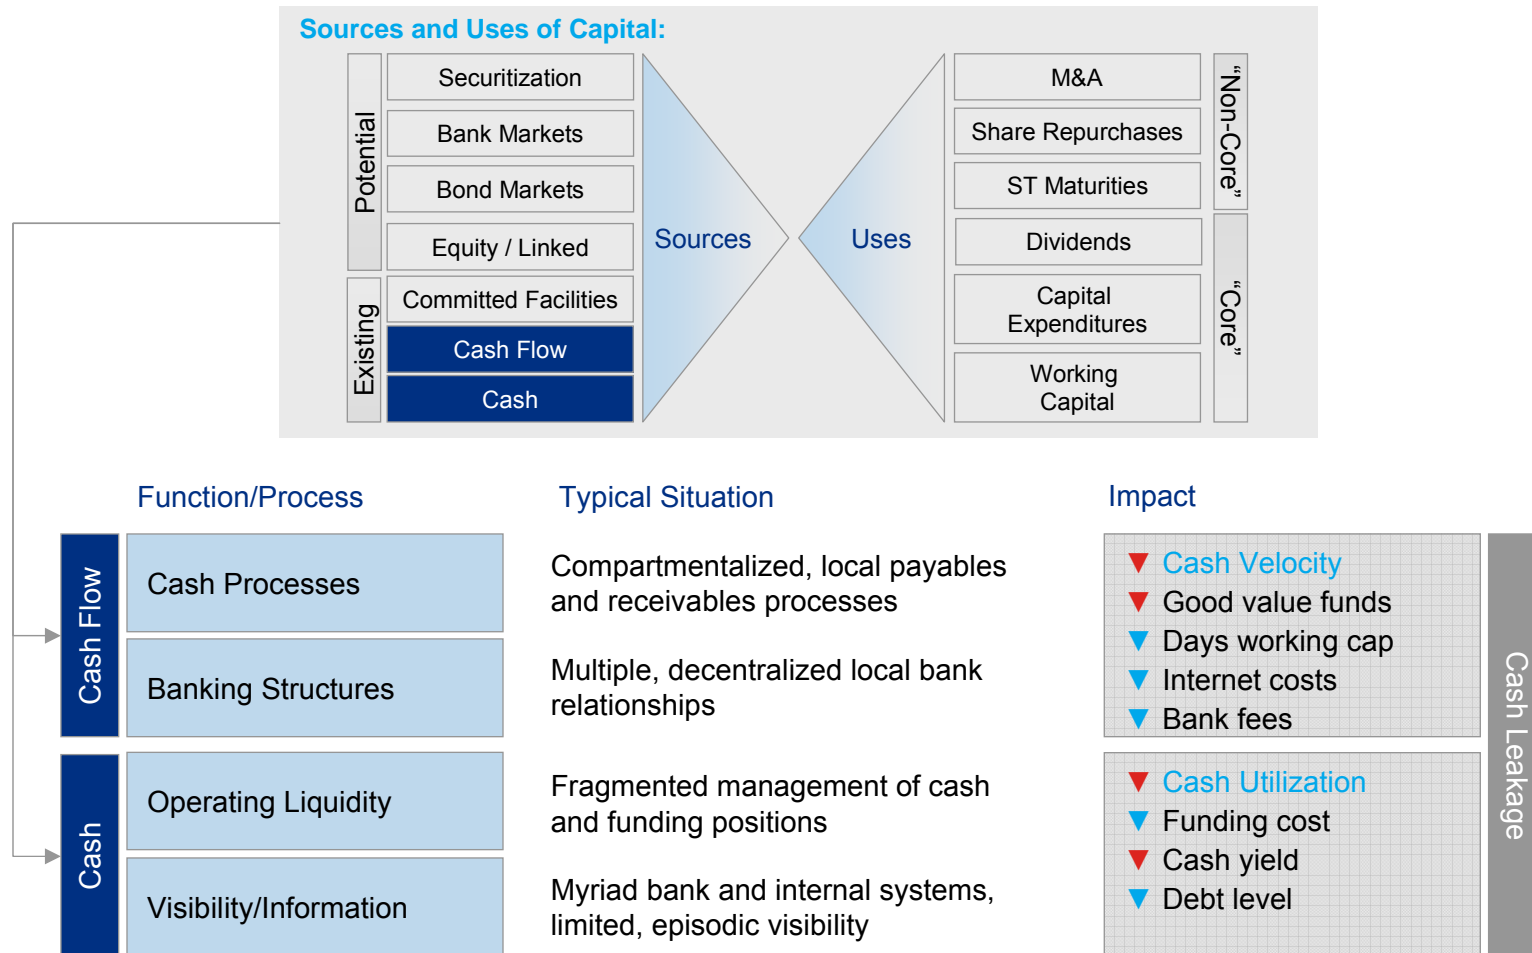 Sources and Uses of Capital:
Potential
Securitization
Bank Markets
Bond Markets
Equity / Linked
Existing
Committed Facilities
Cash Flow
Cash
Sources
Uses
M&A
Share Repurchases
ST Maturities
Dividends
Capital
Expenditures
Working
Capital
“Non-Core”
“Core”
Function/Process
Typical Situation
Impact
Cash Flow
Cash Processes
Compartmentalized, local payables
and receivables processes
Banking Structures
Multiple, decentralized local bank
relationships
Cash Velocity
Good value funds
Days working cap
Internet costs
Bank fees
Cash
Operating Liquidity
Fragmented management of cash
and funding positions
Visibility/Information
Myriad bank and internal systems,
limited, episodic visibility
Cash Utilization
Funding cost
Cash yield
Debt level
Cash Leakage